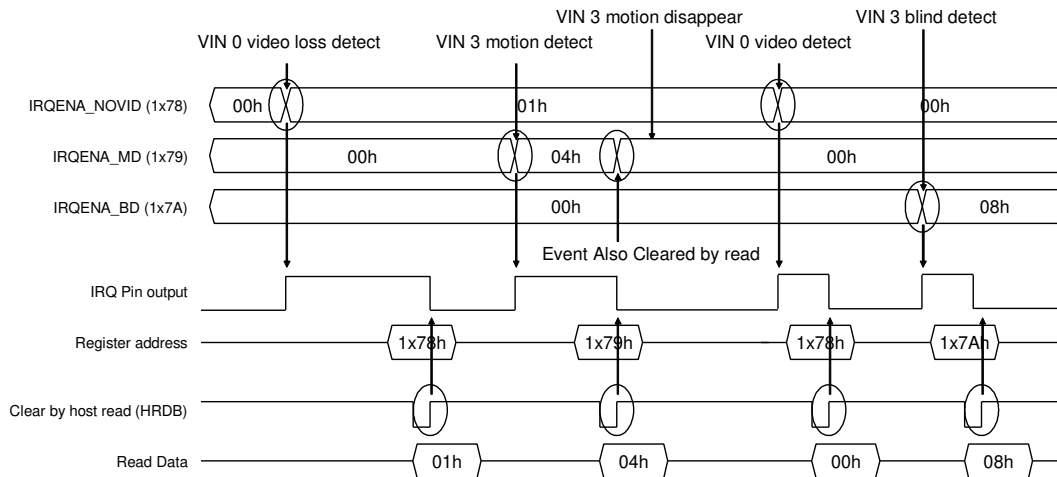 VIN 3 motion disappear
VIN 3 blind detect
VIN 0 video loss detect
VIN 3 motion detect
VIN 0 video detect
IRQENA_NOVID (1x78)
00h
01h
00h
IRQENA_MD (1x79)
00h
04h
00h
IRQENA_BD (1x7A)
00h
08h
Event Also Cleared by read
IRQ Pin output
Register address
1x78h
1x79h
1x78h
1x7Ah
Clear by host read (HRDB)
Read Data
01h
04h
00h
08h